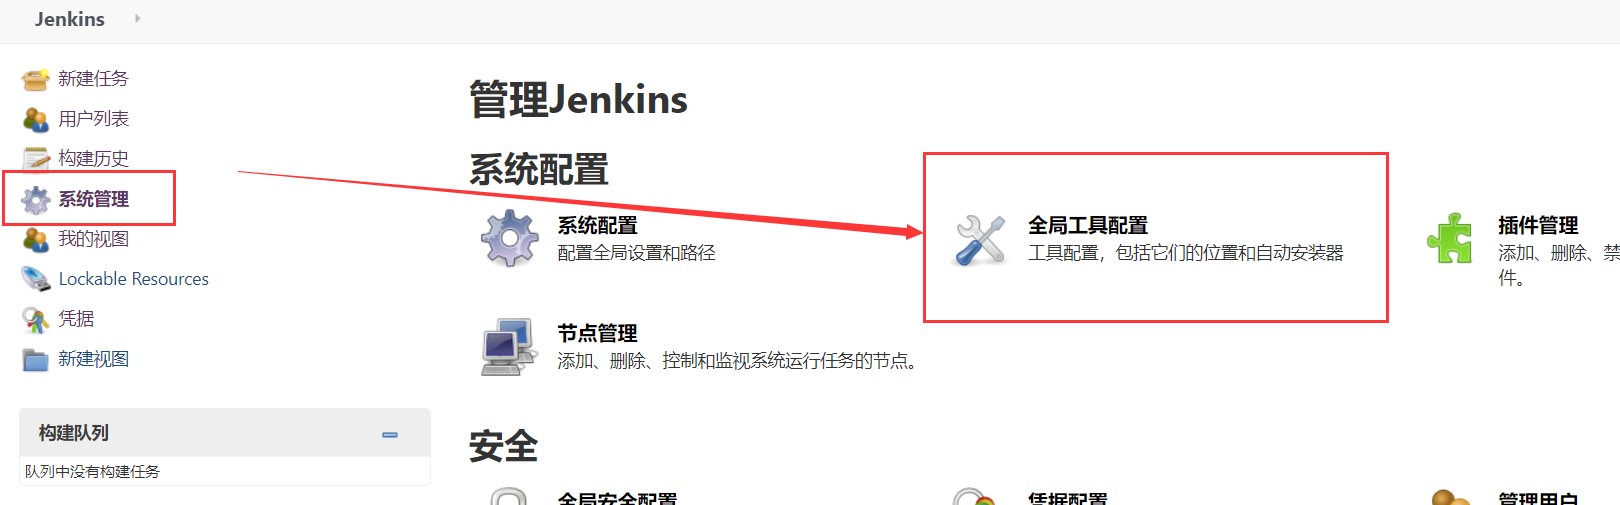 Jenkins
新建任务
用户列表
构建历史
系统管理
我的视图
Lockable Resources
凭据
新建视图
构建队列
队列中没有构建任务
管理Jenkins
系统配置
系统配置
配置全局设置和路径
全局工具配置
工具配置，包括它们的位置和自动安装器
插件管理
添加、删除、禁
件。
节点管理
添加、删除、控制和监视系统运行任务的节点。
安全
全局安全配置
凭据配置
管理用户